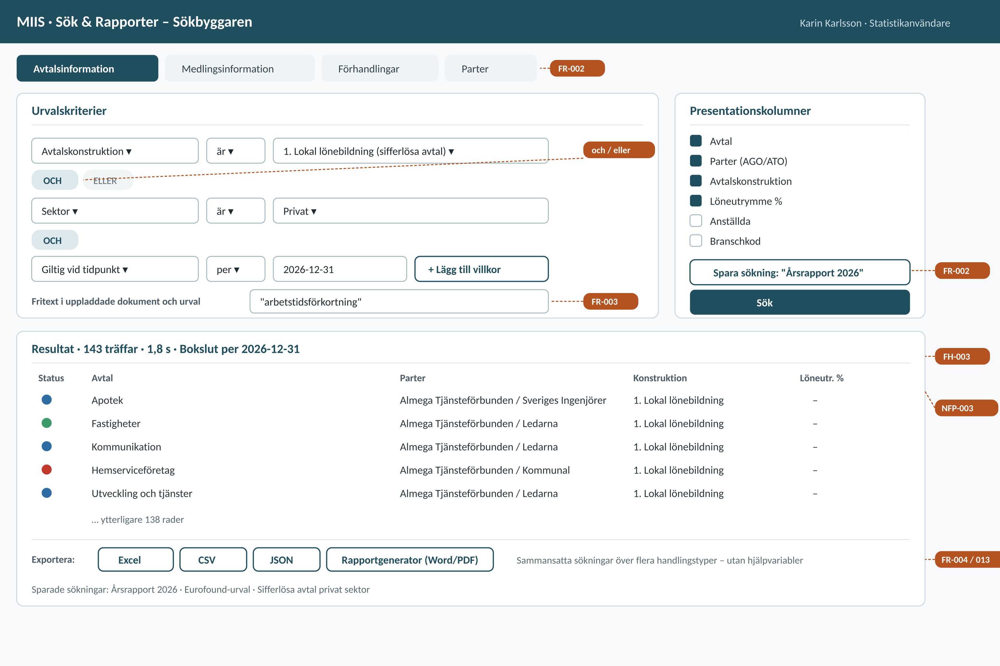 MIIS · Sök & Rapporter – Sökbyggaren
Karin Karlsson · Statistikanvändare
Avtalsinformation Medlingsinformation Förhandlingar Parter FR-002
Urvalskriterier
Avtalskonstruktion ▾ är ▾ 1. Lokal lönebildning (sifferlösa avtal) ▾ och / eller
OCH ELLER
Sektor ▾ är ▾ Privat ▾
OCH
Giltig vid tidpunkt ▾ per ▾ 2026-12-31 + Lägg till villkor
Fritext i uppladdade dokument och urval "arbetstidsförkortning" FR-003
Presentationskolumner
Avtal
Parter (AGO/ATO)
Avtalskonstruktion
Löneutrymme %
Anställda
Branschkod
Spara sökning: "Årsrapport 2026" FR-002
Sök
Resultat · 143 träffar · 1,8 s · Bokslut per 2026-12-31 FH-003
Status Avtal Parter Konstruktion Löneutr. %
Apotek Almega Tjänsteförbunden / Sveriges Ingenjörer 1. Lokal lönebildning – NFP-003
Fastigheter Almega Tjänsteförbunden / Ledarna 1. Lokal lönebildning –
Kommunikation Almega Tjänsteförbunden / Ledarna 1. Lokal lönebildning –
Hemserviceföretag Almega Tjänsteförbunden / Kommunal 1. Lokal lönebildning –
Utveckling och tjänster Almega Tjänsteförbunden / Ledarna 1. Lokal lönebildning –
... ytterligare 138 rader
Exportera: Excel CSV JSON Rapportgenerator (Word/PDF) Sammansatta sökningar över flera handlingstyper – utan hjälpvariabler FR-004 / 013
Sparade sökningar: Årsrapport 2026 · Eurofound-urval · Sifferlösa avtal privat sektor